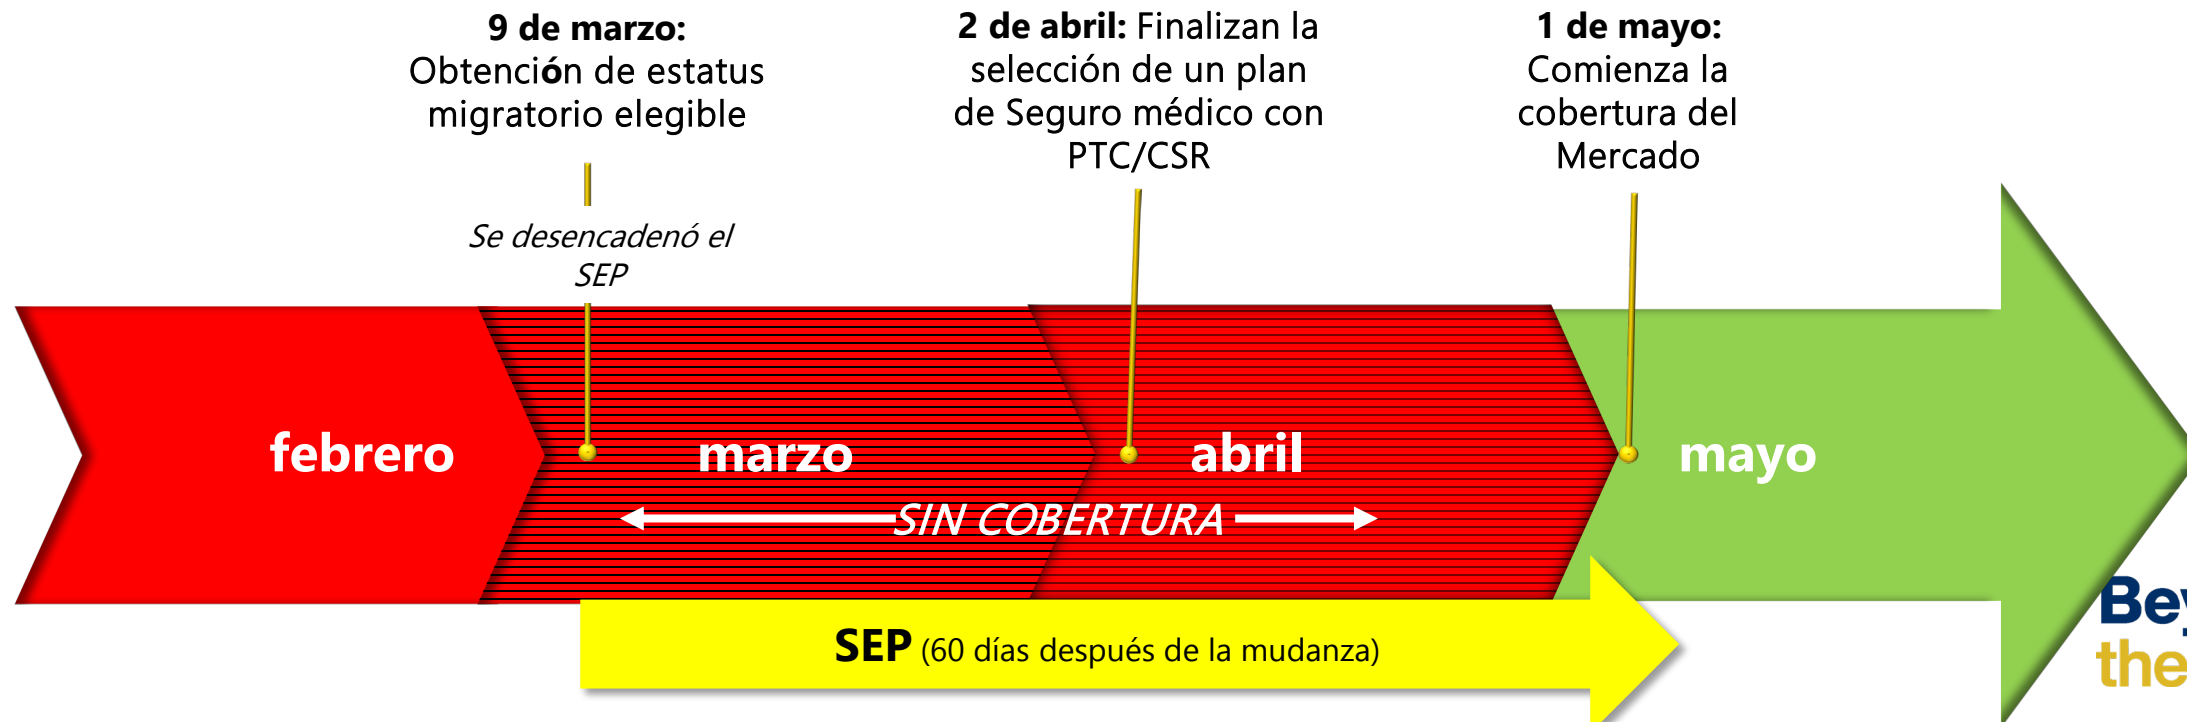 9 de marzo:
Obtención de estatus
migratorio elegible
2 de abril: Finalizan la
selección de un plan
de Seguro médico con
PTC/CSR
1 de mayo:
Comienza la
cobertura del
Mercado
Se desencadenó el
SEP
febrero
marzo
abril
mayo
SIN COBERTURA
SEP (60 días después de la mudanza)
the